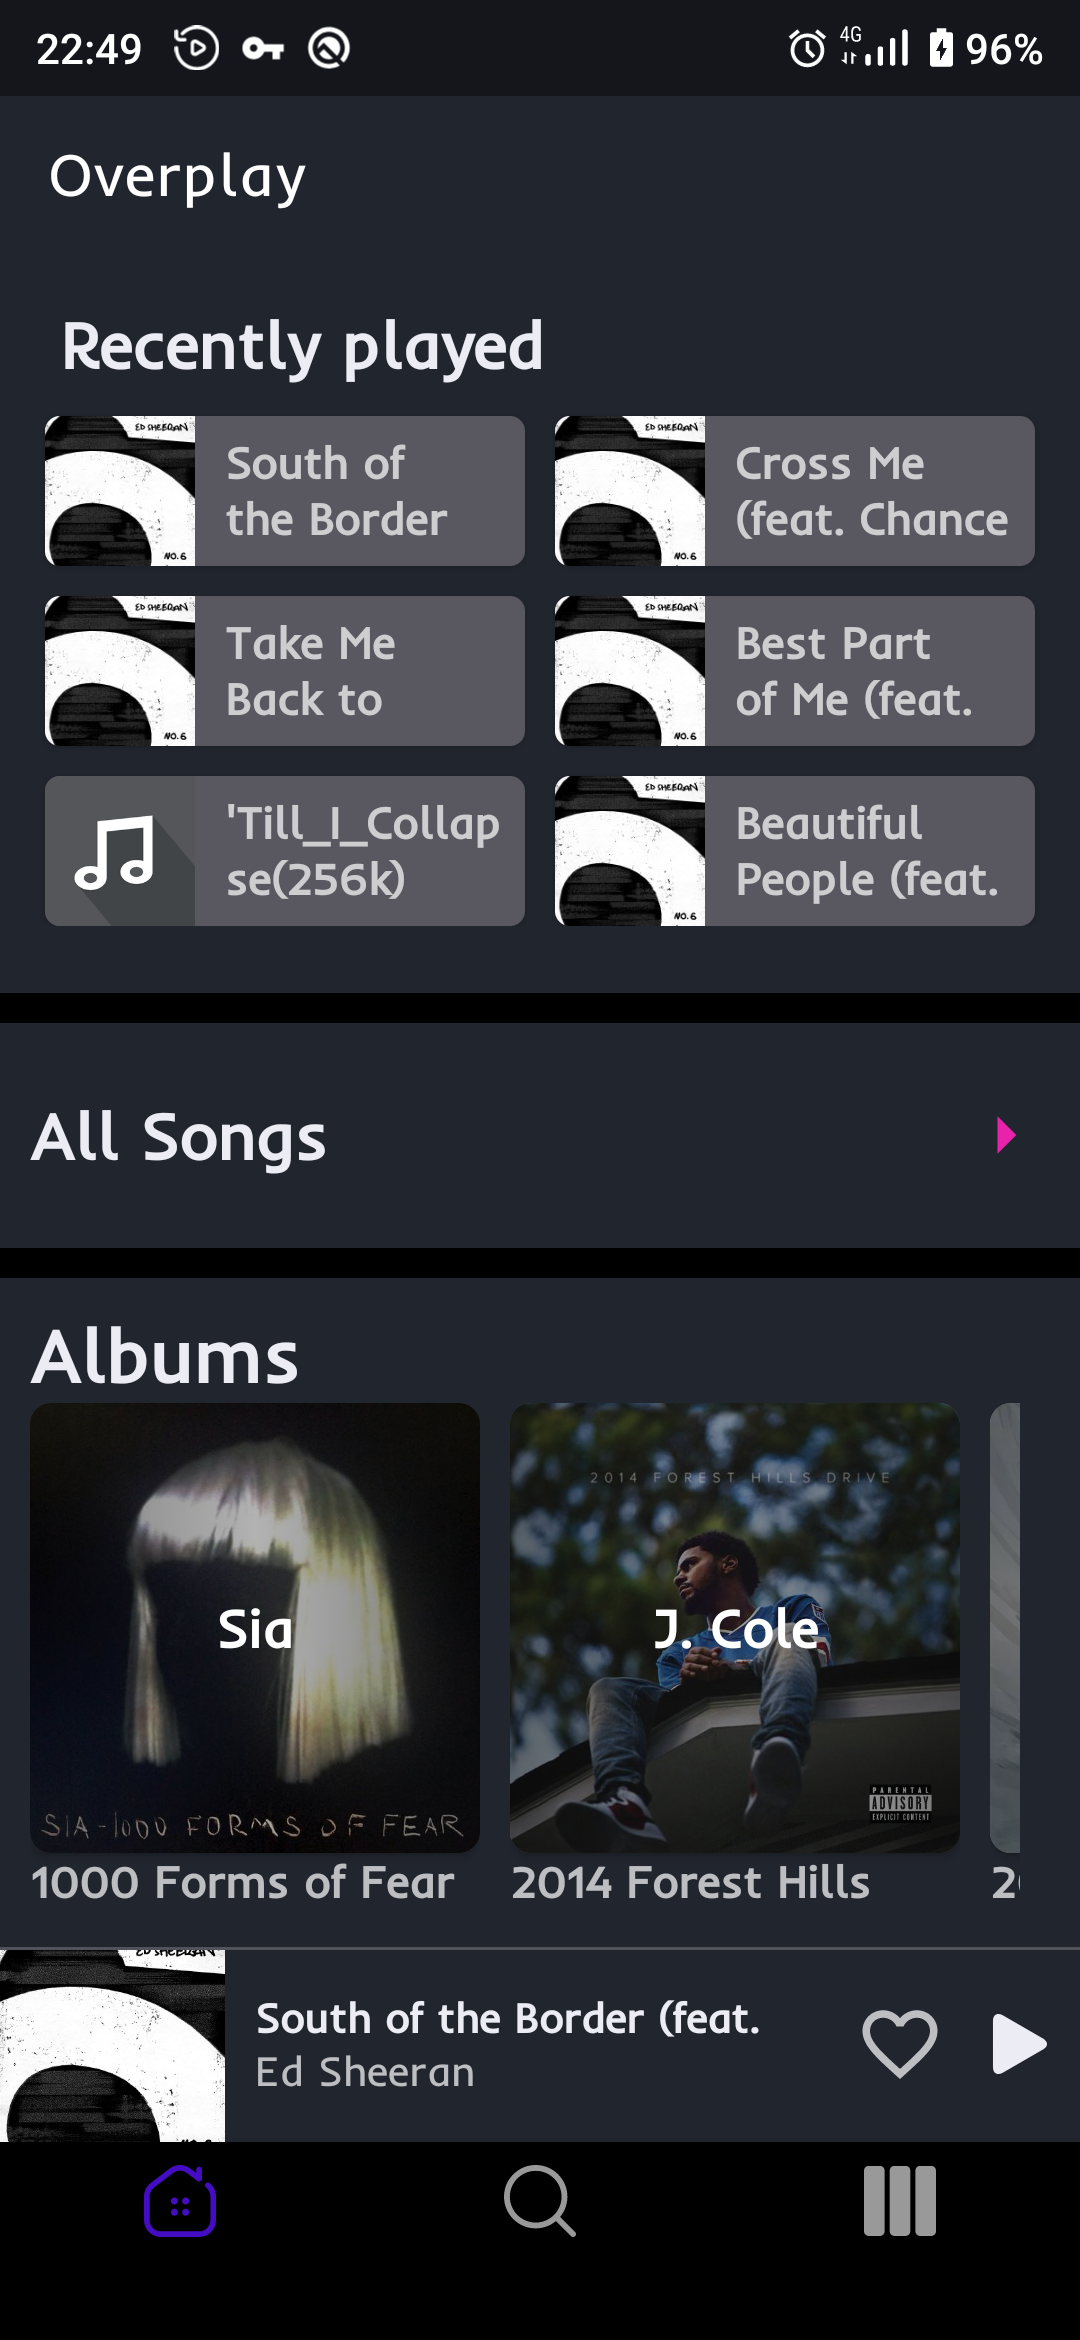 22:49
4G
96%
Overplay
Recently played
ED SHEERAN
NO.6
South of
the Border
ED SHEERAN
NO.6
Cross Me
(feat. Chance
ED SHEERAN
NO.6
Take Me
Back to
ED SHEERAN
NO.6
Best Part
of Me (feat.
'Till_I_Collap
se(256k)
ED SHEERAN
NO.6
Beautiful
People (feat.
All Songs
Albums
Sia
SIA - 1000 FORMS OF FEAR
1000 Forms of Fear
2014 FOREST HILLS DRIVE
J. Cole
PARENTAL
ADVISORY
EXPLICIT CONTENT
2014 Forest Hills
ED SHEERAN
South of the Border (feat.
Ed Sheeran